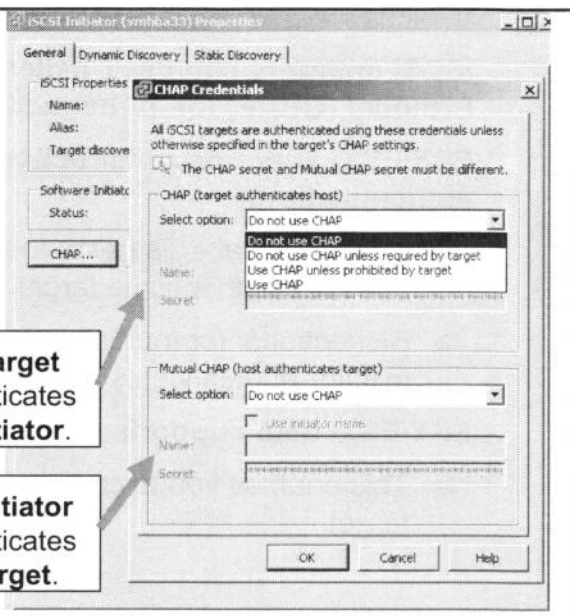 iSCSI Initiator (vmhba33) Properties
General Dynamic Discovery Static Discovery
iSCSI Properties
Name:
Alias:
Target discove
Software Initiato
Status:
CHAP...
CHAP Credentials
All iSCSI targets are authenticated using these credentials unless
otherwise specified in the target's CHAP settings.
The CHAP secret and Mutual CHAP secret must be different.
CHAP (target authenticates host)
Select option: Do not use CHAP
Do not use CHAP
Do not use CHAP unless required by target
Use CHAP unless prohibited by target
Use CHAP
Name:
Secret:
Mutual CHAP (host authenticates target)
Select option: Do not use CHAP
Use initiator name
Name:
Secret:
OK Cancel Help
arget
ticates
tiator.
tiator
ticates
rget.